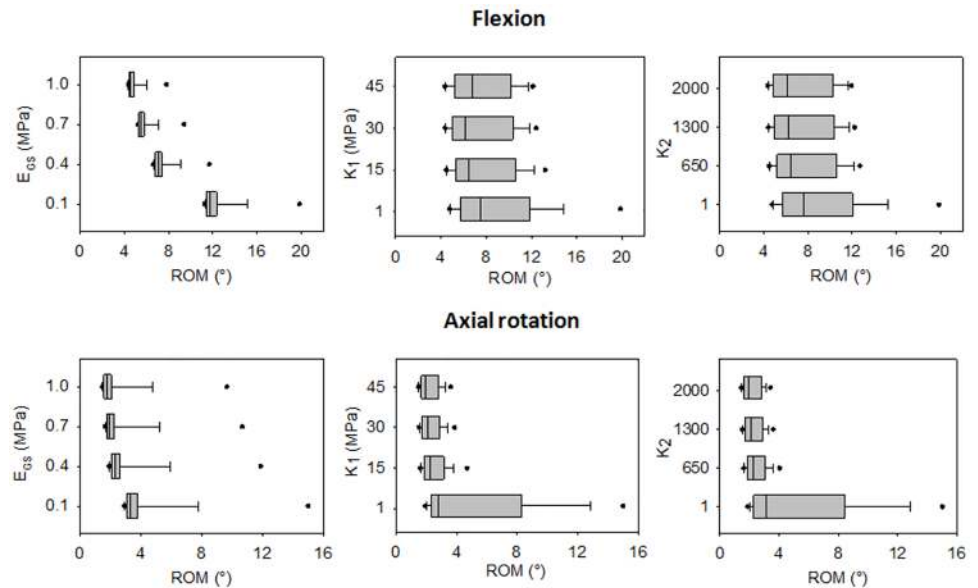 Flexion
E_GS (MPa)
1.0
0.7
0.4
0.1
0 4 8 12 16 20
ROM (°)
K_1 (MPa)
45
30
15
1
0 4 8 12 16 20
ROM (°)
K_2
2000
1300
650
1
0 4 8 12 16 20
ROM (°)
Axial rotation
E_GS (MPa)
1.0
0.7
0.4
0.1
0 4 8 12 16
ROM (°)
K_1 (MPa)
45
30
15
1
0 4 8 12 16
ROM (°)
K_2
2000
1300
650
1
0 4 8 12 16
ROM (°)